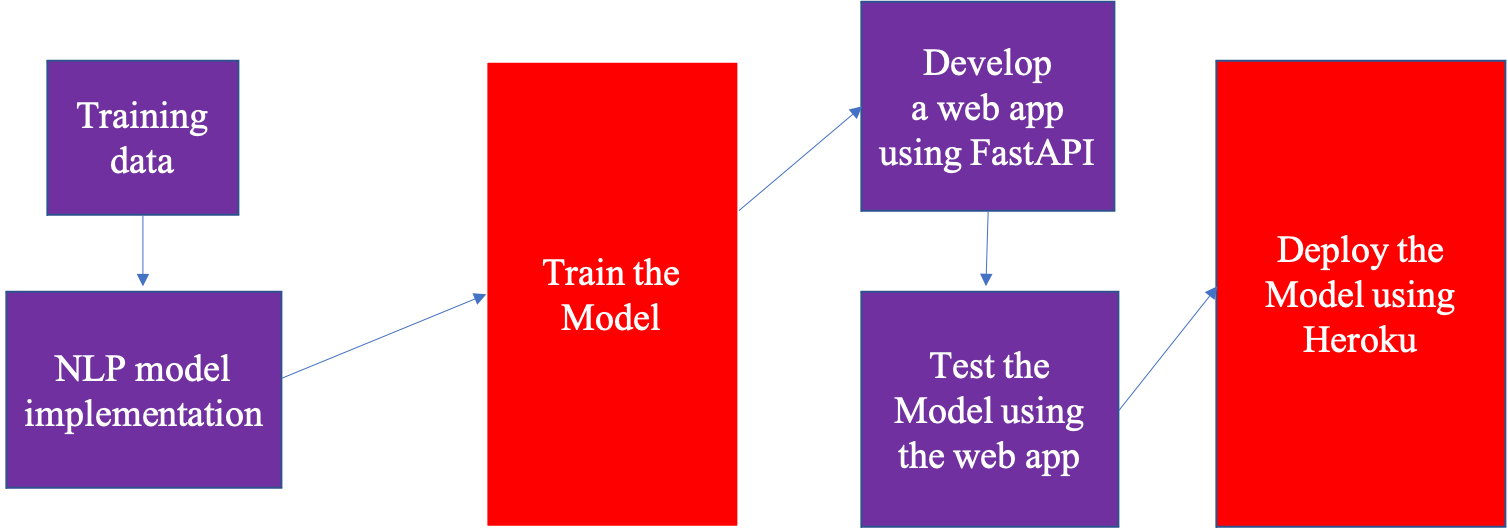 Training
data
NLP model
implementation
Train the
Model
Develop
a web app
using FastAPI
Test the
Model using
the web app
Deploy the
Model using
Heroku